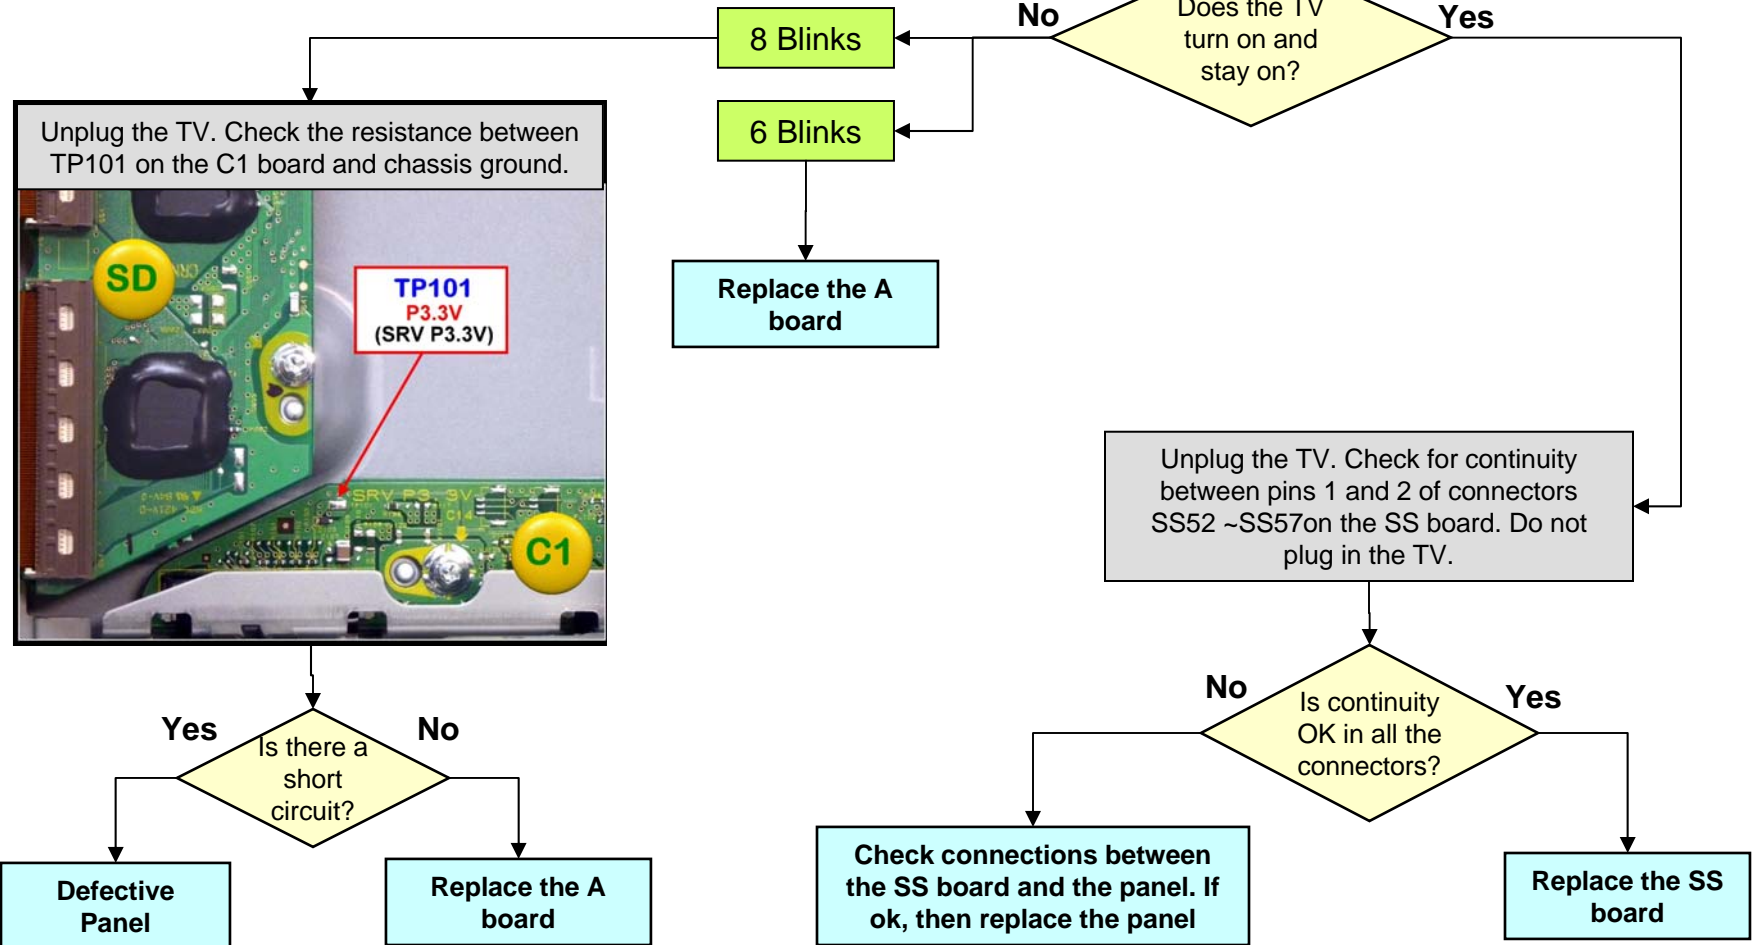 Does the TV
turn on and
stay on?
No
Yes
8 Blinks
6 Blinks
Replace the A
board
Unplug the TV. Check the resistance between
TP101 on the C1 board and chassis ground.
SD
TP101
P3.3V
(SRV P3.3V)
SRV P3.3V
C14
C1
Is there a
short
circuit?
Yes
No
Defective
Panel
Replace the A
board
Unplug the TV. Check for continuity
between pins 1 and 2 of connectors
SS52 ~SS57on the SS board. Do not
plug in the TV.
Is continuity
OK in all the
connectors?
No
Yes
Check connections between
the SS board and the panel. If
ok, then replace the panel
Replace the SS
board